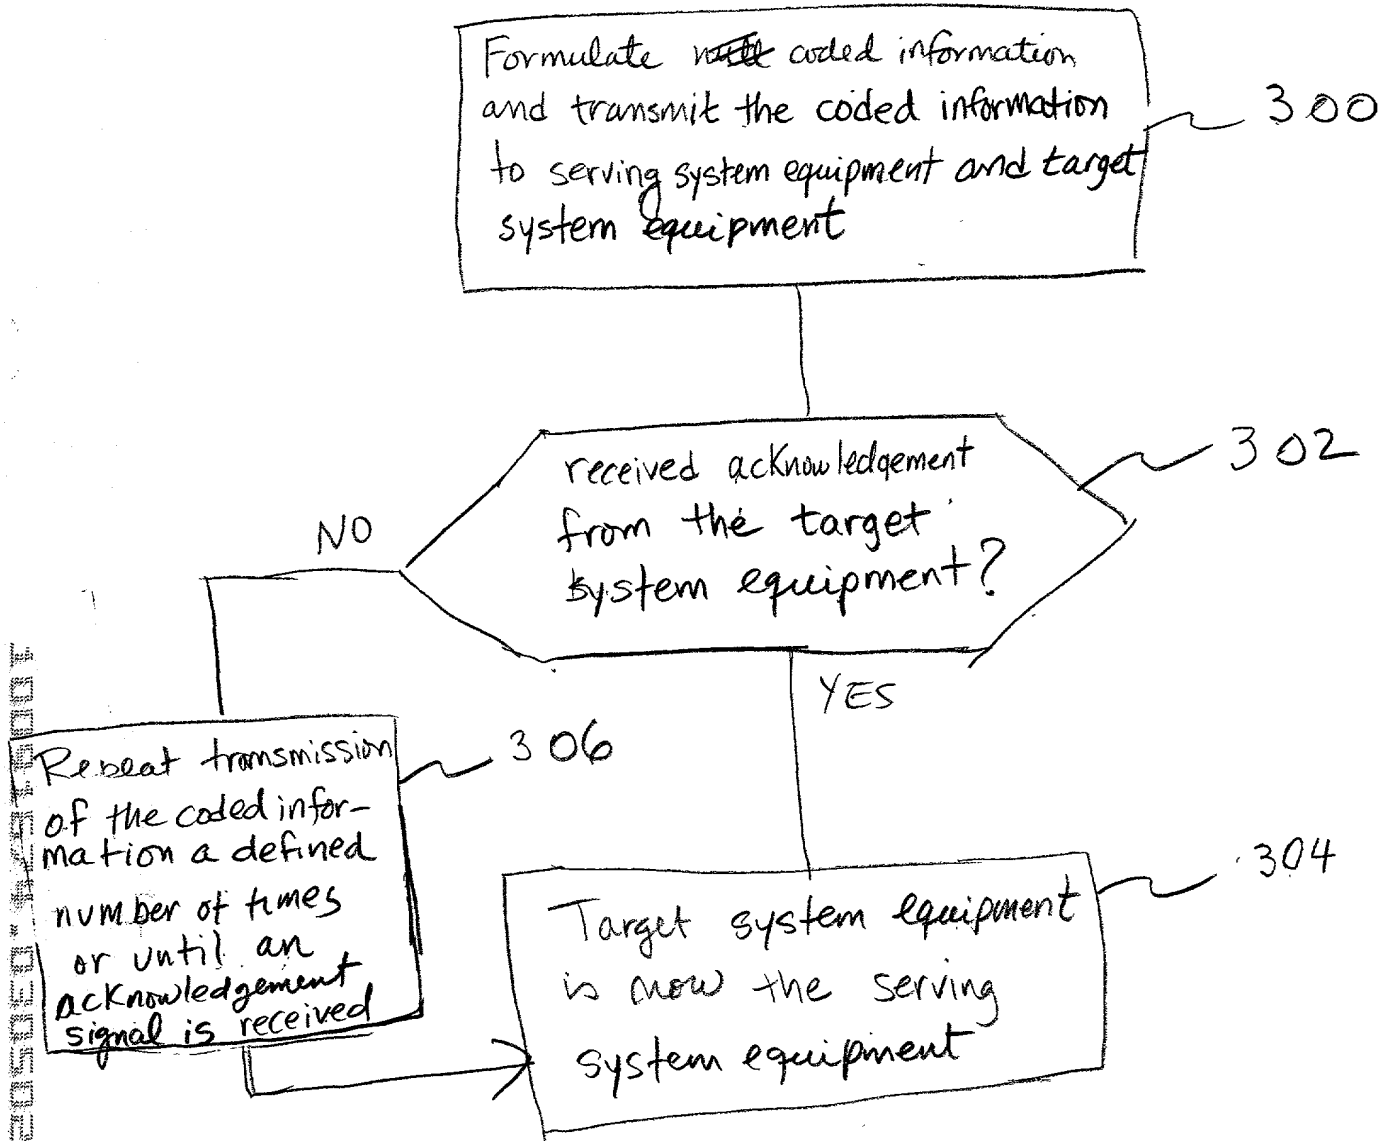 Formulate coded information
and transmit the coded information
to serving system equipment and target
system equipment
300
received acknowledgement
from the target
system equipment?
302
NO
YES
306
Repeat transmission
of the coded infor-
mation a defined
number of times
or until an
acknowledgement
signal is received
304
Target system equipment
is now the serving
system equipment